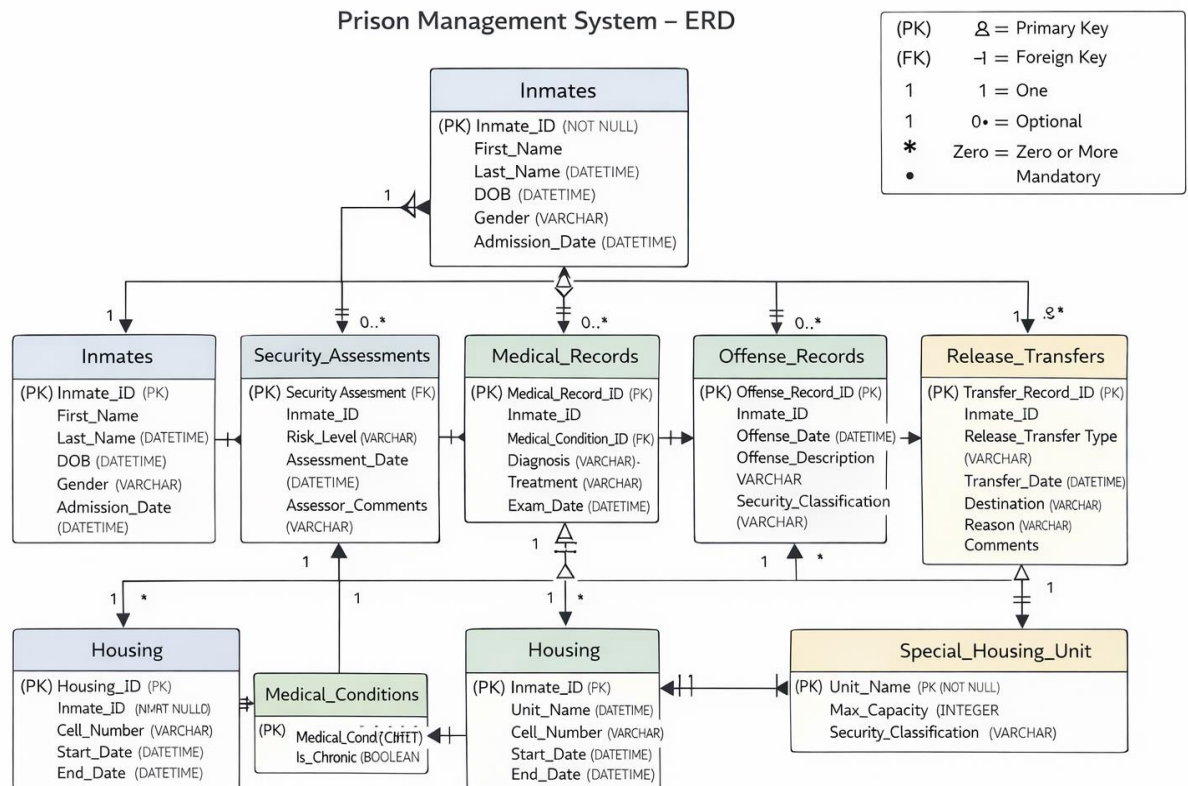 Prison Management System – ERD
(PK) = Primary Key
(FK) = Foreign Key
1 1 = One
1 0• = Optional
* Zero = Zero or More
• Mandatory
Inmates
(PK) Inmate_ID (NOT NULL)
First_Name
Last_Name (DATETIME)
DOB (DATETIME)
Gender (VARCHAR)
Admission_Date (DATETIME)
1
1
0..*
0..*
0..*
1
Inmates
(PK) Inmate_ID (PK)
First_Name
Last_Name (DATETIME)
DOB (DATETIME)
Gender (VARCHAR)
Admission_Date
(DATETIME)
Security_Assessments
(PK) Security Assesment (FK)
Inmate_ID
Risk_Level (VARCHAR)
Assessment_Date
(DATETIME)
Assessor_Comments
(VARCHAR)
Medical_Records
(PK) Medical_Record_ID (PK)
Inmate_ID
Medical_Condition_ID (PK)
Diagnosis (VARCHAR)
Treatment (VARCHAR)
Exam_Date (DATETIME)
Offense_Records
(PK) Offense_Record_ID (PK)
Inmate_ID
Offense_Date (DATETIME)
Offense_Description
VARCHAR
Security_Classification
(VARCHAR)
Release_Transfers
(PK) Transfer_Record_ID (PK)
Inmate_ID
Release_Transfer Type
(VARCHAR)
Transfer_Date (DATETIME)
Destination (VARCHAR)
Reason (VARCHAR)
Comments
1
1 *
1
1 *
1 *
1
Housing
(PK) Housing_ID (PK)
Inmate_ID
Cell_Number (VARCHAR)
Start_Date (DATETIME)
End_Date (DATETIME)
Medical_Conditions
(PK)
Is_Chronic (BOOLEAN
Housing
(PK) Inmate_ID (PK)
Unit_Name (DATETIME)
Cell_Number (VARCHAR)
Start_Date (DATETIME)
End_Date (DATETIME)
Special_Housing_Unit
(PK) Unit_Name (PK (NOT NULL)
Max_Capacity (INTEGER
Security_Classification (VARCHAR)